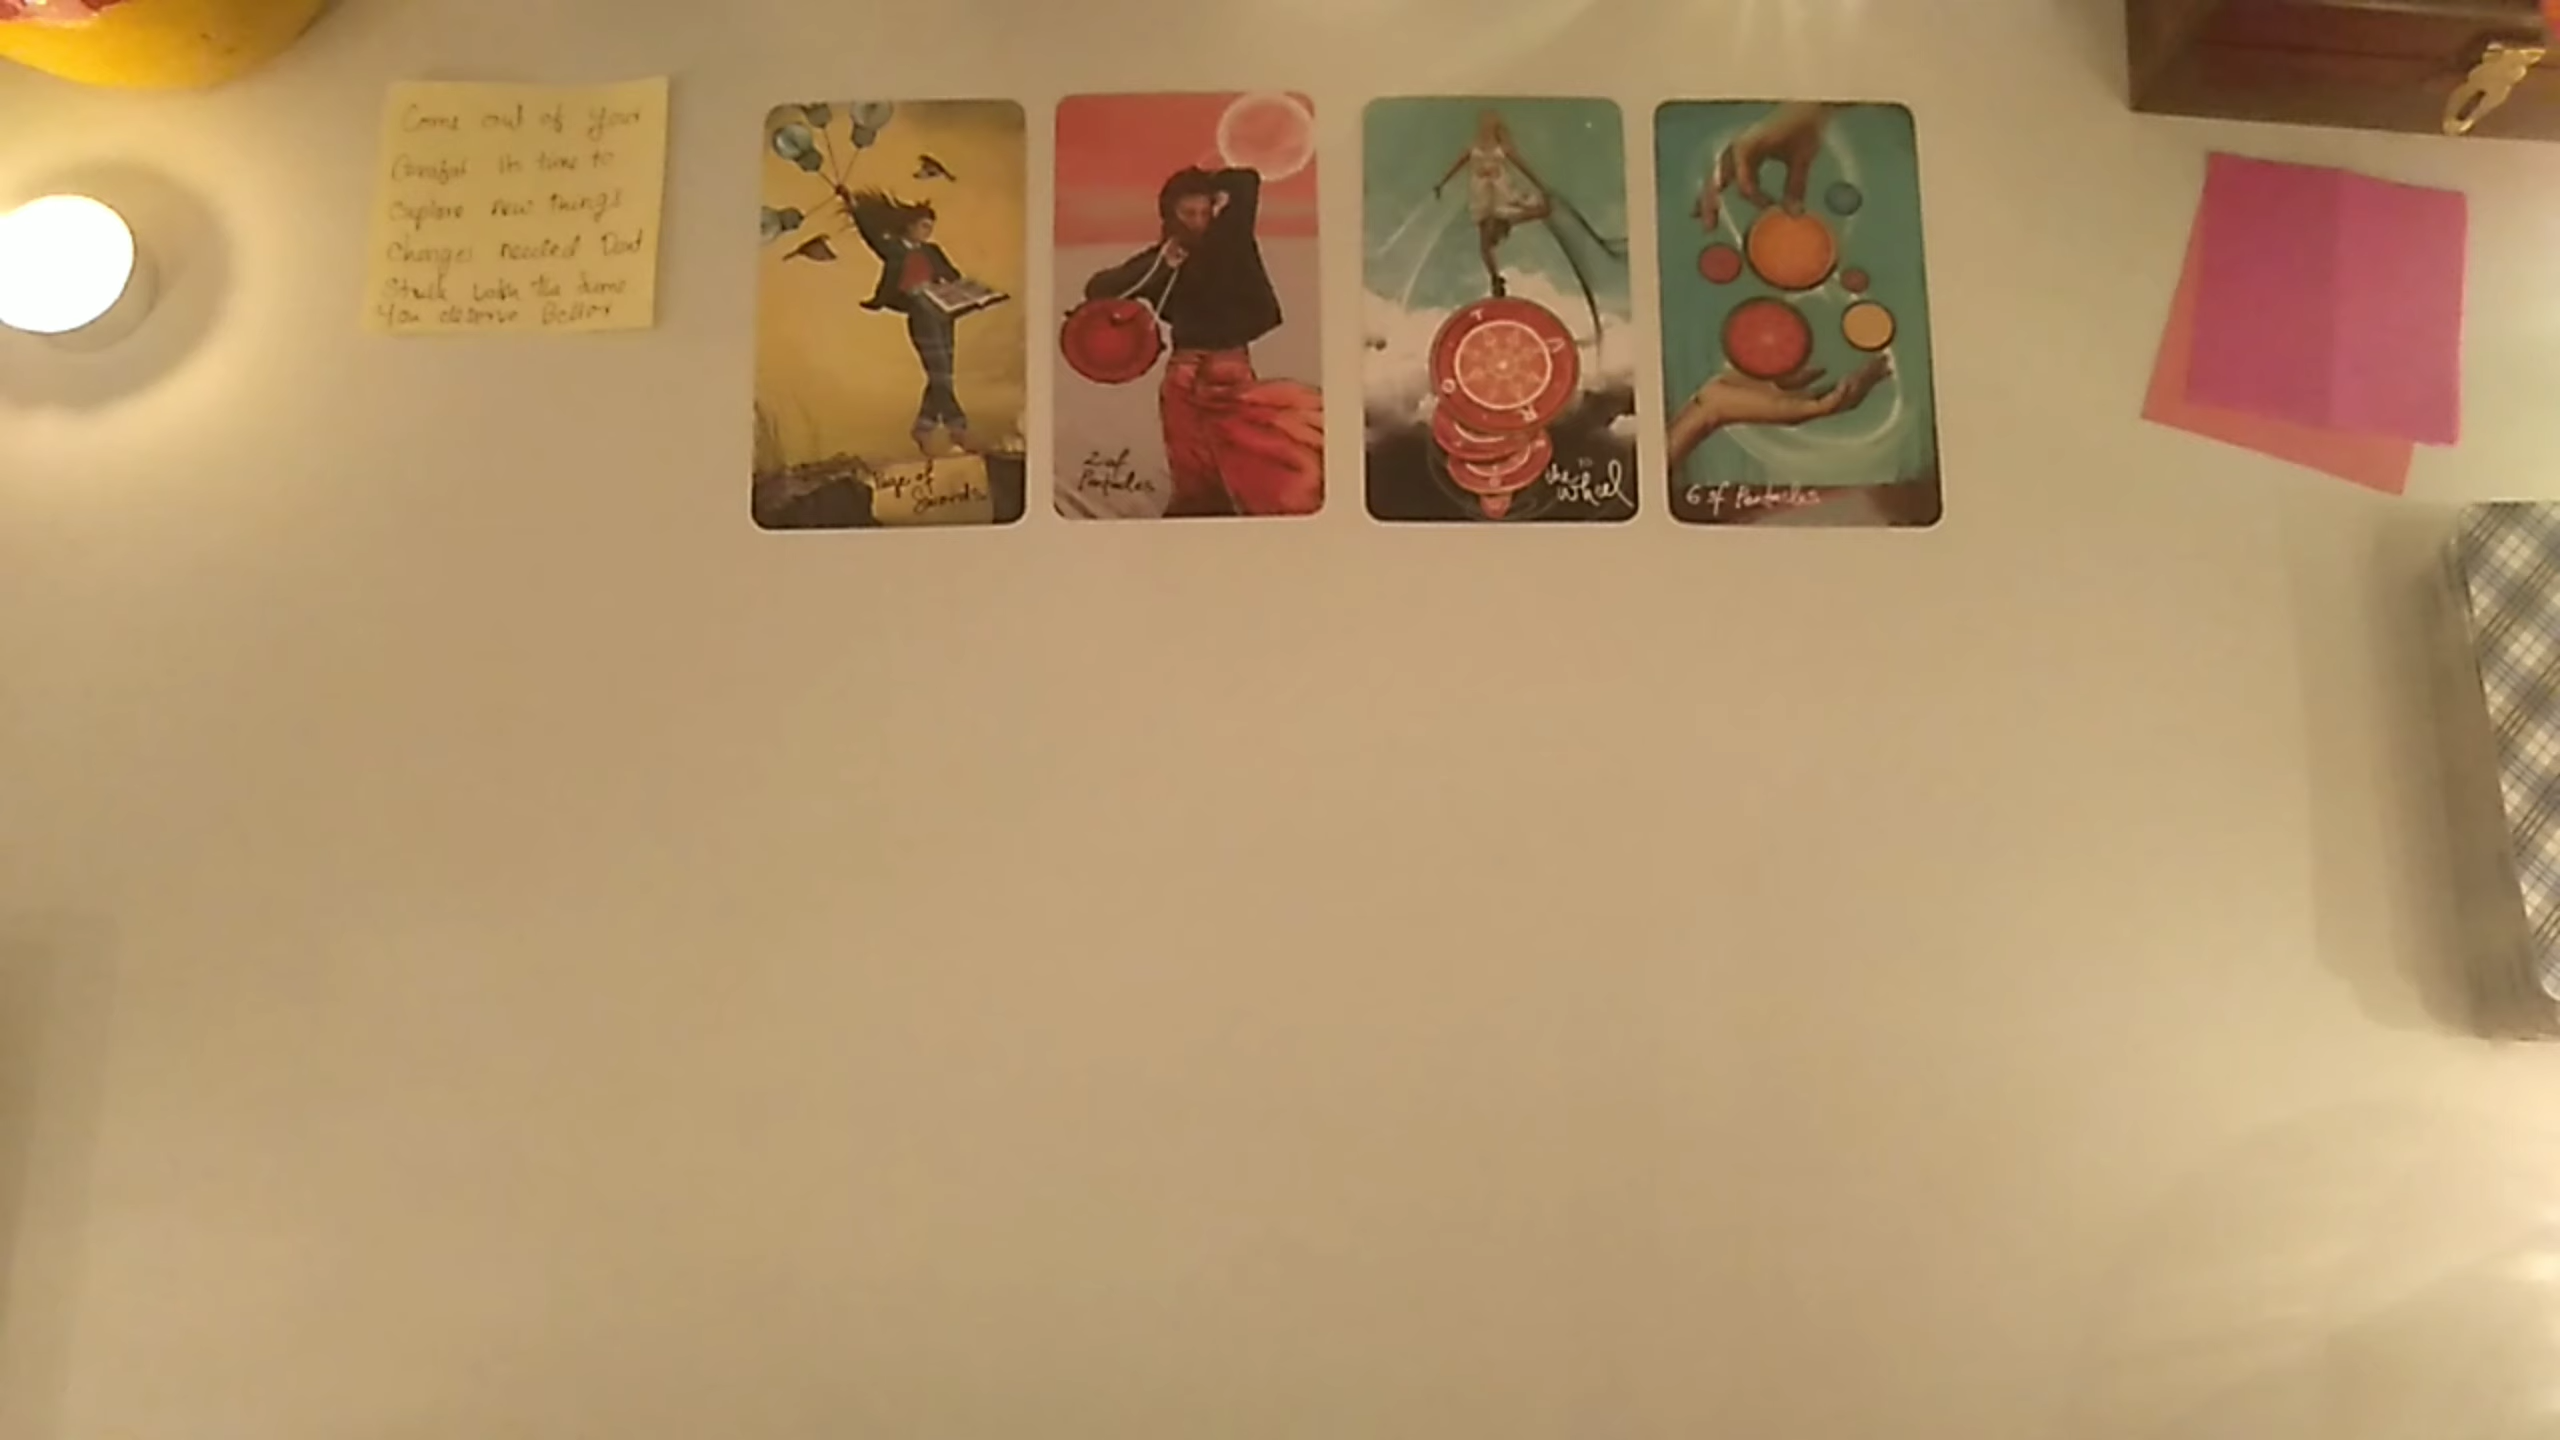 Come out of your
Comfort its time to
Explore new things
Changes needed Dont
Stuck with the same
You deserve Better
Page of
Swords
2 of
Pentacles
T
A
R
O
10
the
Wheel
6 of Pentacles